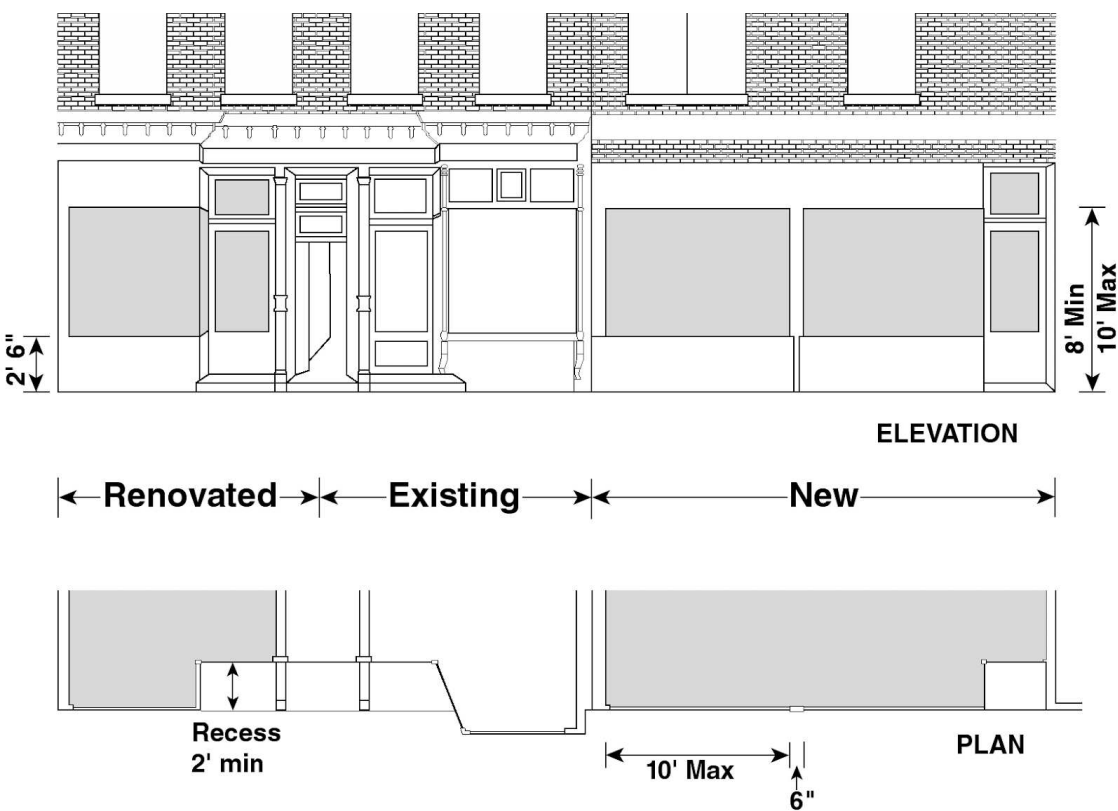 2' 6"
8' Min
10' Max
ELEVATION
Renovated
Existing
New
Recess
2' min
10' Max
6"
PLAN